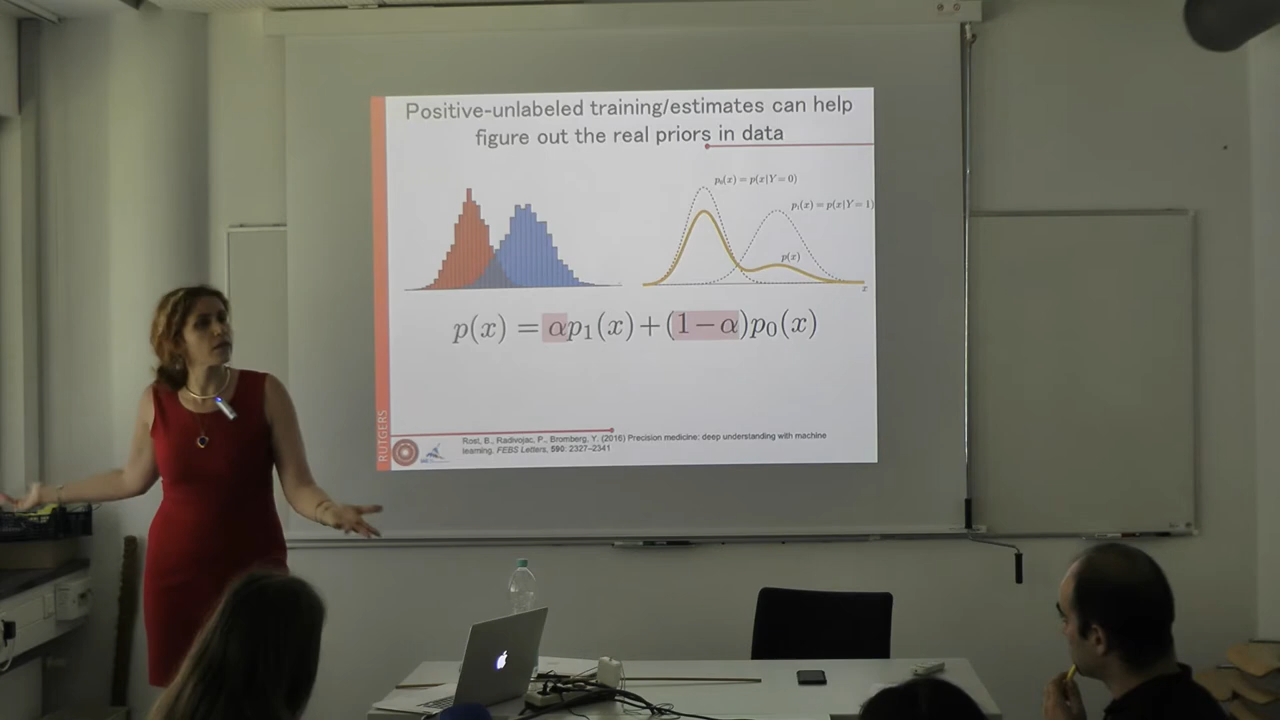 Positive-unlabeled training/estimates can help
figure out the real priors in data
p₀(x) = p(x|Y=0)
p₁(x) = p(x|Y=1)
p(x)
x
p(x) = αp₁(x)+(1−α)p₀(x)
RUTGERS
Rost, B., Radivojac, P., Bromberg, Y. (2016) Precision medicine: deep understanding with machine
learning. FEBS Letters, 590: 2327–2341